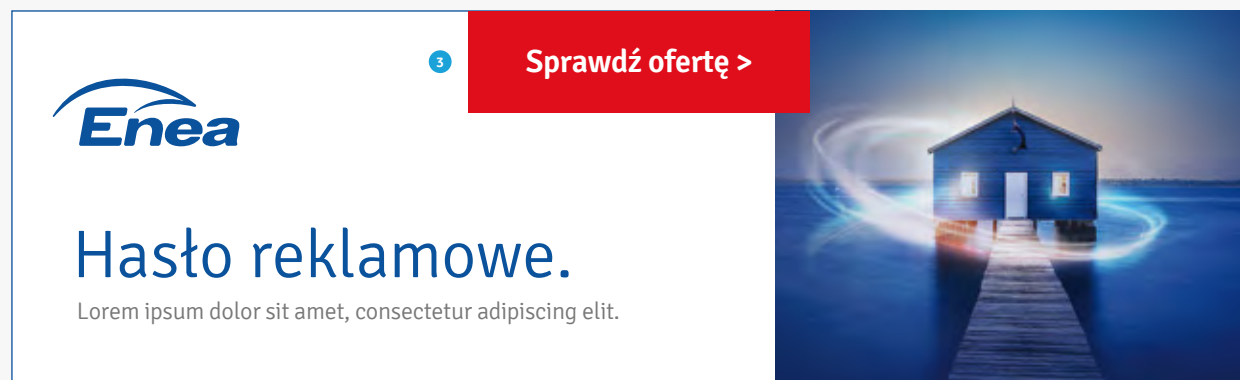 3
Sprawdź ofertę >
Enea
Hasło reklamowe.
Lorem ipsum dolor sit amet, consectetur adipiscing elit.